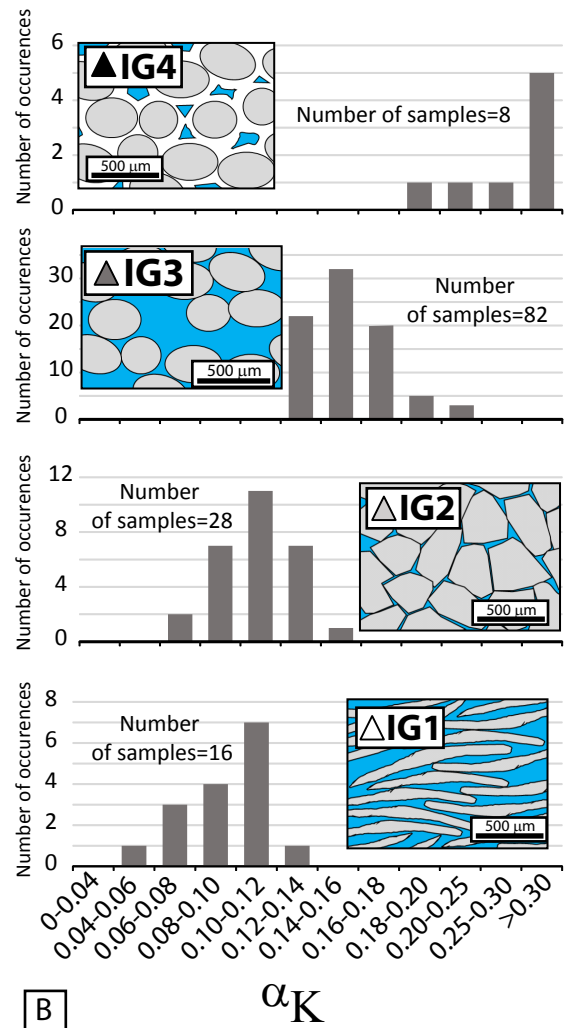 Number of occurences
6
4
2
0
▲IG4
500 µm
Number of samples=8
Number of occurences
30
20
10
0
▲IG3
500 µm
Number
of samples=82
Number of occurences
12
8
4
0
Number
of samples=28
△IG2
500 µm
Number of occurences
8
6
4
2
0
Number
of samples=16
△IG1
500 µm
0-0.04
0.04-0.06
0.06-0.08
0.08-0.10
0.10-0.12
0.12-0.14
0.14-0.16
0.16-0.18
0.18-0.20
0.20-0.25
0.25-0.30
>0.30
B
αK